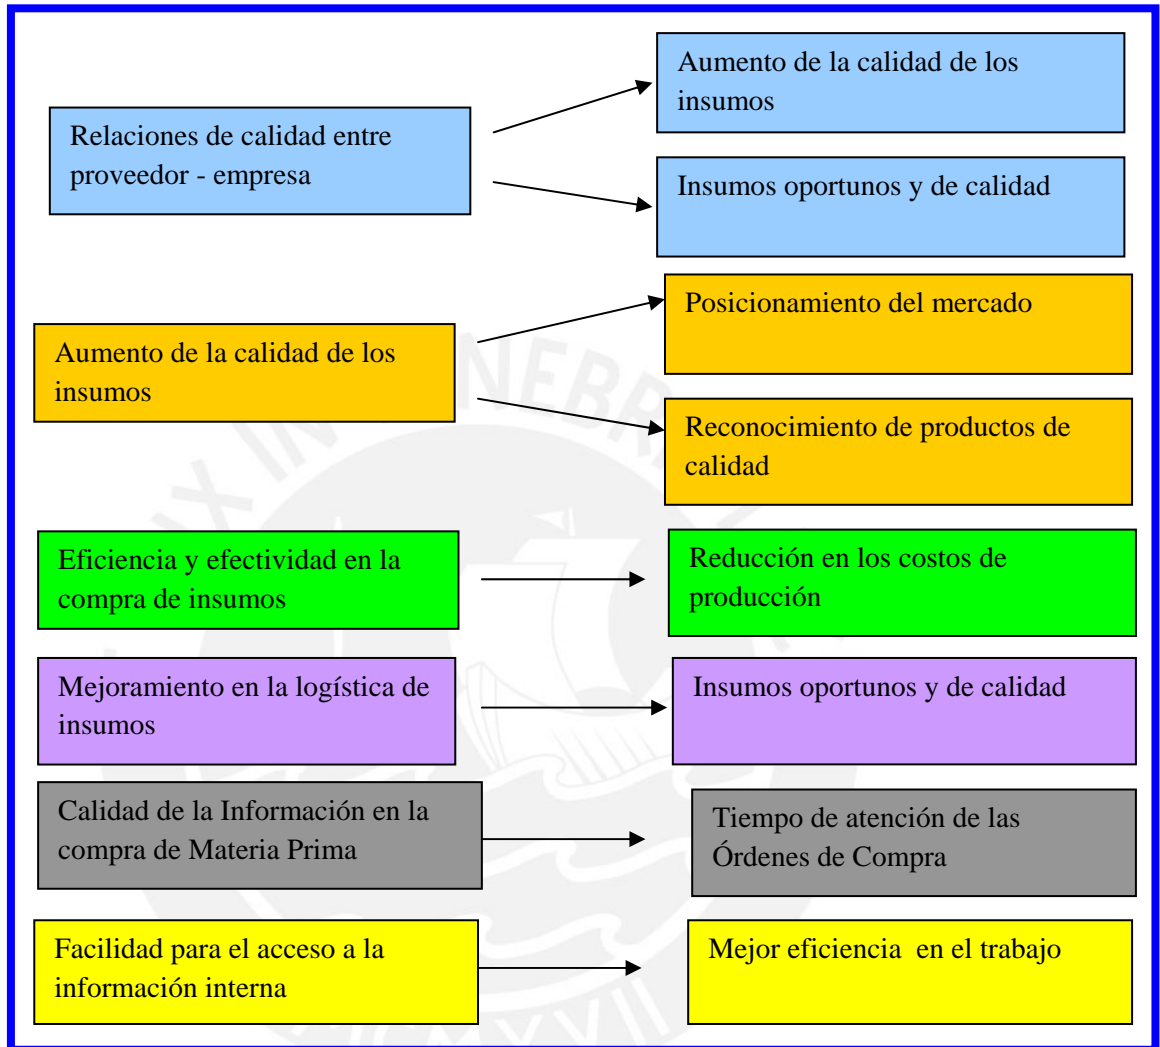 Relaciones de calidad entre
proveedor - empresa
Aumento de la calidad de los
insumos
Insumos oportunos y de calidad
Aumento de la calidad de los
insumos
Posicionamiento del mercado
Reconocimiento de productos de
calidad
Eficiencia y efectividad en la
compra de insumos
Reducción en los costos de
producción
Mejoramiento en la logística de
insumos
Insumos oportunos y de calidad
Calidad de la Información en la
compra de Materia Prima
Tiempo de atención de las
Órdenes de Compra
Facilidad para el acceso a la
información interna
Mejor eficiencia  en el trabajo